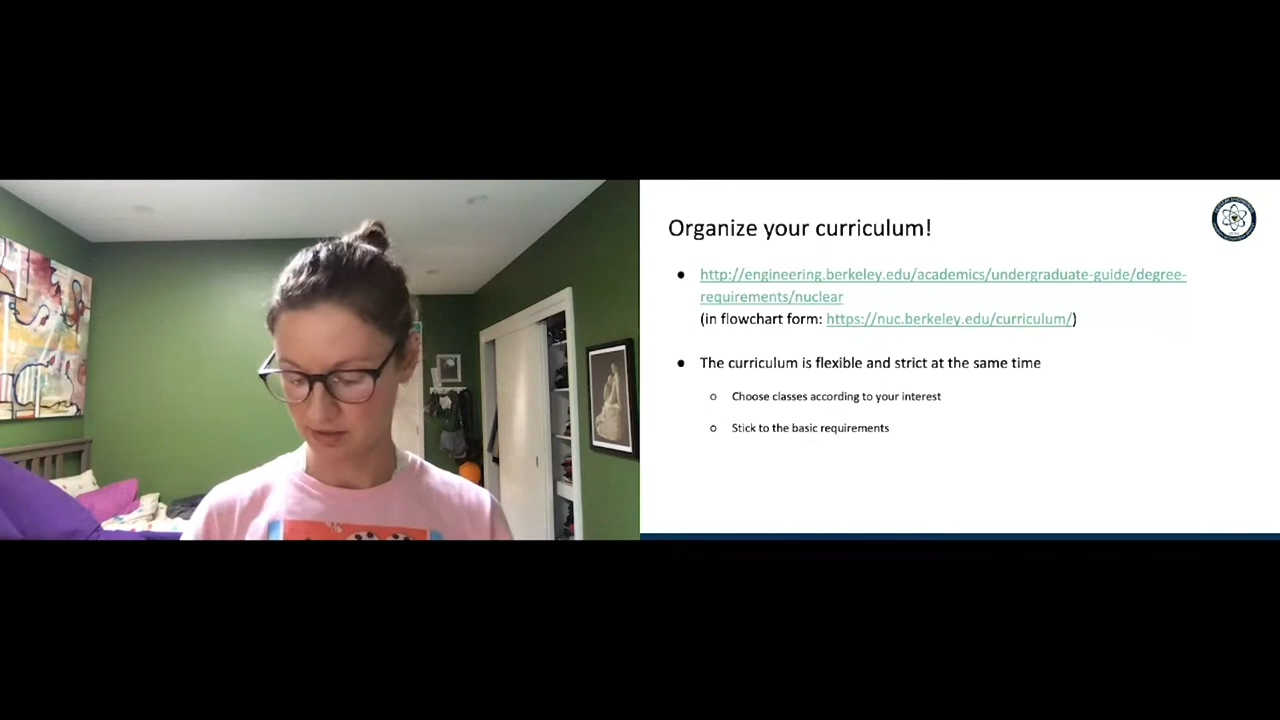 Organize your curriculum!
● http://engineering.berkeley.edu/academics/undergraduate-guide/degree-
requirements/nuclear
(in flowchart form: https://nuc.berkeley.edu/curriculum/)
● The curriculum is flexible and strict at the same time
○ Choose classes according to your interest
○ Stick to the basic requirements